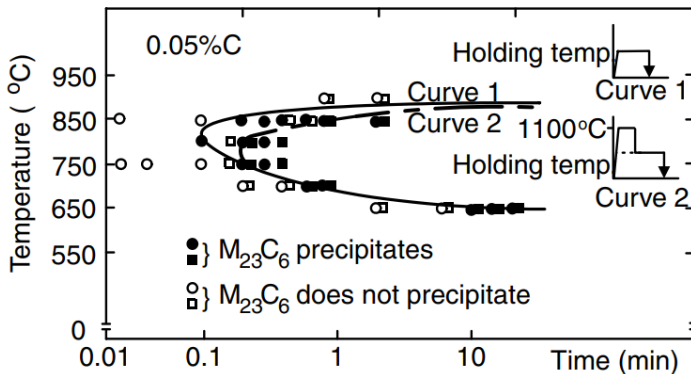 0.05%C
Temperature ( °C)
950
850
750
650
550
0
0.01
0.1
1
10
Time (min)
Curve 1
Curve 2
Holding temp
Curve 1
1100°C
Holding temp
Curve 2
} M23C6 precipitates
} M23C6 does not precipitate